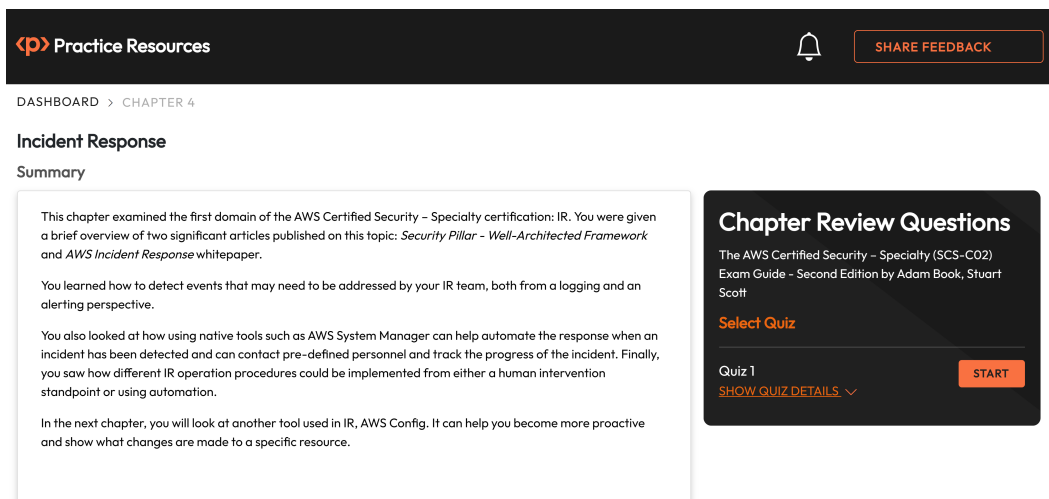 <p> Practice Resources
SHARE FEEDBACK
DASHBOARD > CHAPTER 4
Incident Response
Summary
This chapter examined the first domain of the AWS Certified Security – Specialty certification: IR. You were given
a brief overview of two significant articles published on this topic: Security Pillar - Well-Architected Framework
and AWS Incident Response whitepaper.
You learned how to detect events that may need to be addressed by your IR team, both from a logging and an
alerting perspective.
You also looked at how using native tools such as AWS System Manager can help automate the response when an
incident has been detected and can contact pre-defined personnel and track the progress of the incident. Finally,
you saw how different IR operation procedures could be implemented from either a human intervention
standpoint or using automation.
In the next chapter, you will look at another tool used in IR, AWS Config. It can help you become more proactive
and show what changes are made to a specific resource.
Chapter Review Questions
The AWS Certified Security – Specialty (SCS-C02)
Exam Guide - Second Edition by Adam Book, Stuart
Scott
Select Quiz
Quiz 1
START
SHOW QUIZ DETAILS